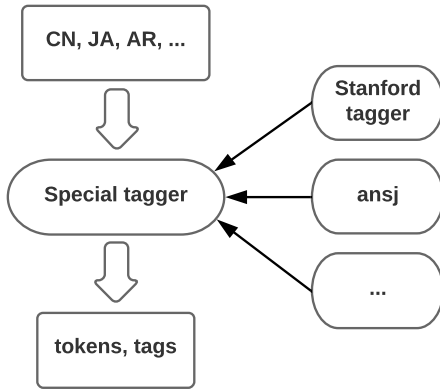 CN, JA, AR, ...
Stanford
tagger
Special tagger
ansj
...
tokens, tags